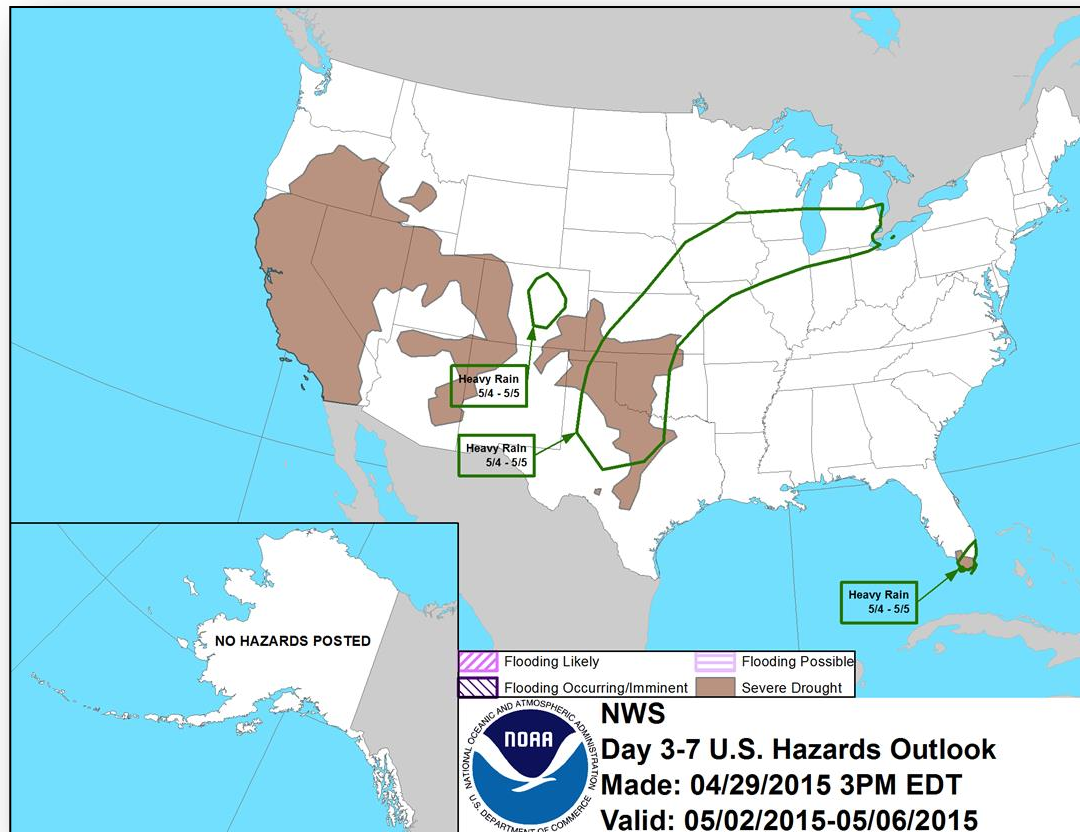 Heavy Rain
5/4 - 5/5
Heavy Rain
5/4 - 5/5
Heavy Rain
5/4 - 5/5
NO HAZARDS POSTED
Flooding Likely
Flooding Possible
Flooding Occurring/Imminent
Severe Drought
NATIONAL OCEANIC AND ATMOSPHERIC ADMINISTRATION
NOAA
U.S. DEPARTMENT OF COMMERCE
NWS
Day 3-7 U.S. Hazards Outlook
Made: 04/29/2015 3PM EDT
Valid: 05/02/2015-05/06/2015